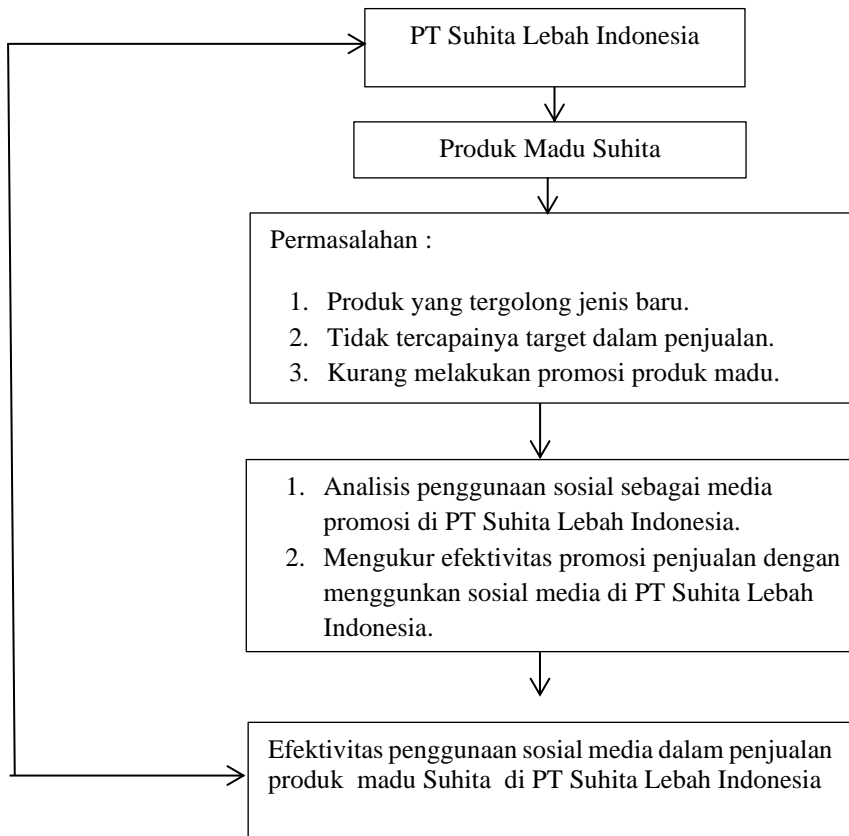 PT Suhita Lebah Indonesia
Produk Madu Suhita
Permasalahan :
1. Produk yang tergolong jenis baru.
2. Tidak tercapainya target dalam penjualan.
3. Kurang melakukan promosi produk madu.
1. Analisis penggunaan sosial sebagai media
promosi di PT Suhita Lebah Indonesia.
2. Mengukur efektivitas promosi penjualan dengan
menggunkan sosial media di PT Suhita Lebah
Indonesia.
Efektivitas penggunaan sosial media dalam penjualan
produk madu Suhita di PT Suhita Lebah Indonesia